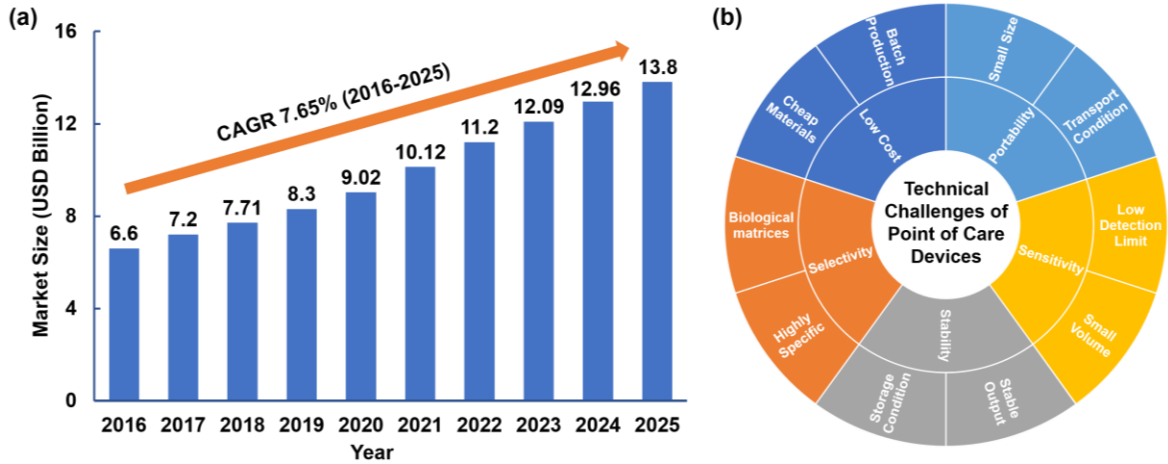 (a)
16
12
8
4
0
Market Size (USD Billion)
CAGR 7.65% (2016-2025)
6.6
7.2
7.71
8.3
9.02
10.12
11.2
12.09
12.96
13.8
2016 2017 2018 2019 2020 2021 2022 2023 2024 2025
Year
(b)
Technical
Challenges of
Point of Care
Devices
Portability
Small Size
Transport
Condition
Sensitivity
Low
Detection
Limit
Small
Volume
Stability
Stable
Output
Storage
Condition
Selectivity
Highly
Specific
Biological
matrices
Low Cost
Cheap
Materials
Batch
Production